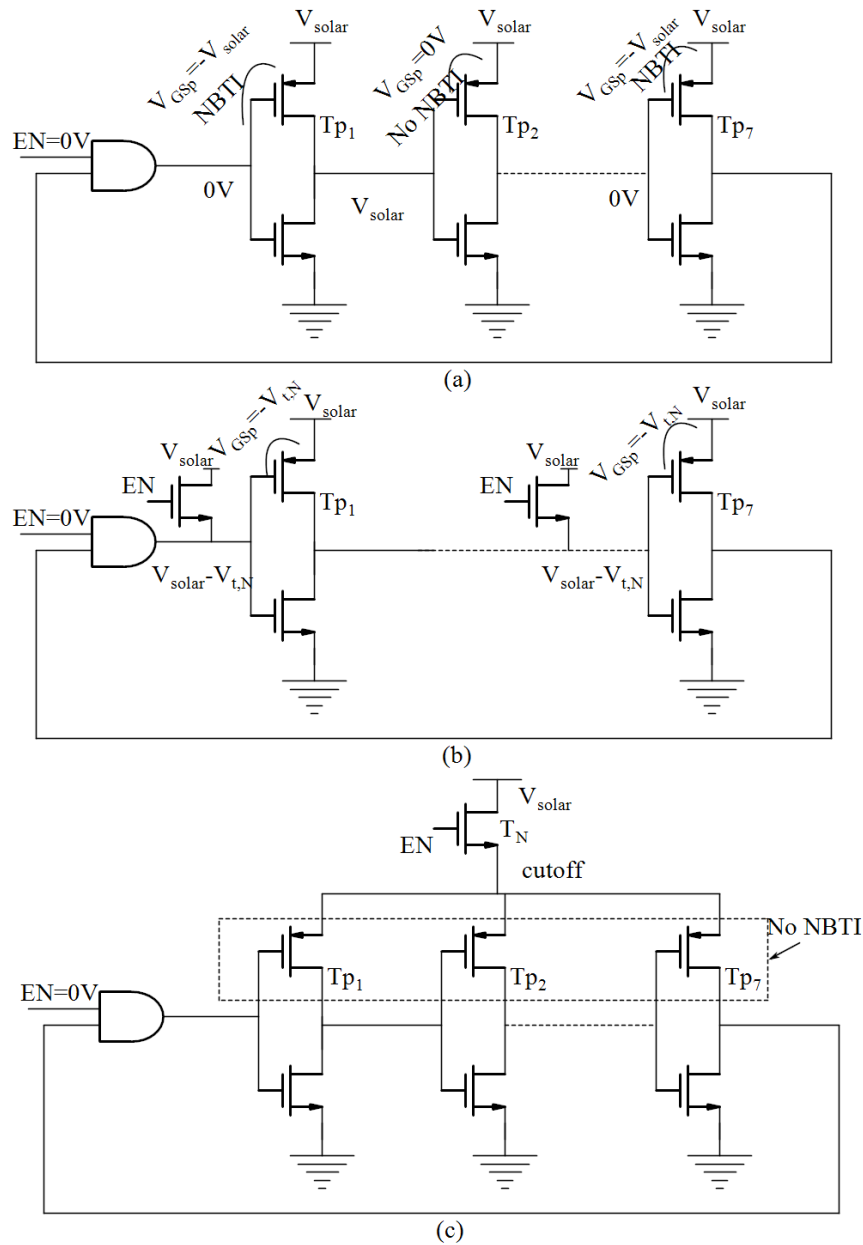 V_solar V_solar V_solar
V_GSp=-V_solar
NBTI
V_GSp=0V
No NBTI
V_GSp=-V_solar
NBTI
Tp_1 Tp_2 Tp_7
EN=0V
0V
V_solar
0V
(a)
V_GSp=-V_t,N
V_solar
V_GSp=-V_t,N
V_solar
V_solar
V_solar
EN
EN
Tp_1
Tp_7
EN=0V
V_solar-V_t,N
V_solar-V_t,N
(b)
V_solar
EN
T_N
cutoff
No NBTI
Tp_1 Tp_2 Tp_7
EN=0V
(c)